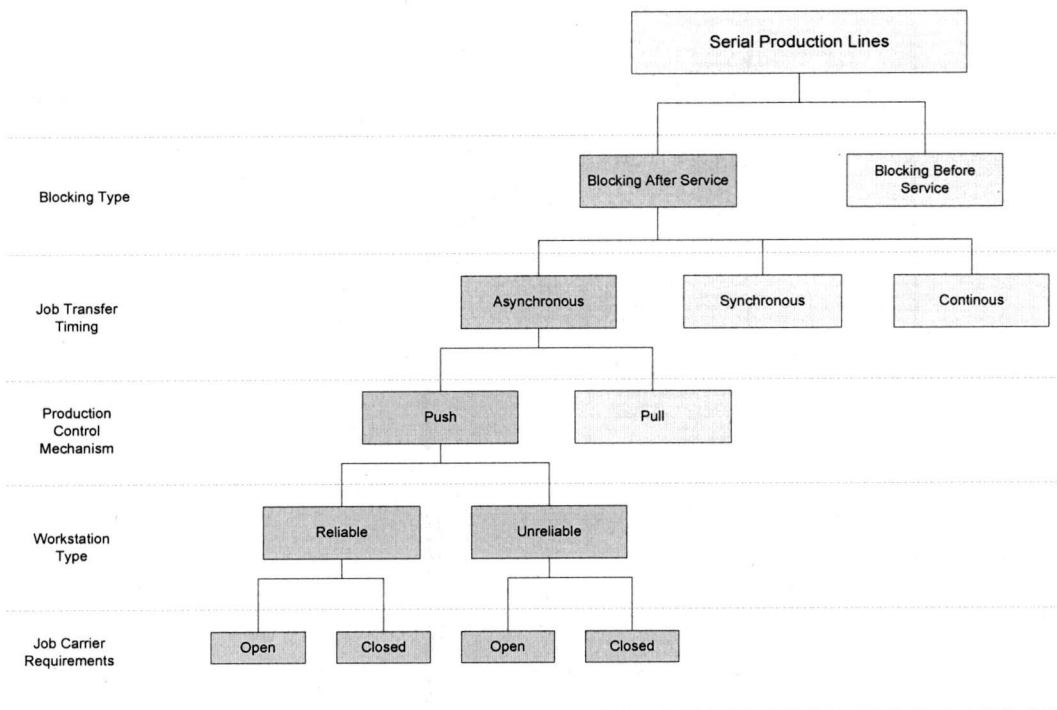 Serial Production Lines
Blocking Type
Blocking After Service
Blocking Before
Service
Job Transfer
Timing
Asynchronous
Synchronous
Continous
Production
Control
Mechanism
Push
Pull
Workstation
Type
Reliable
Unreliable
Job Carrier
Requirements
Open
Closed
Open
Closed